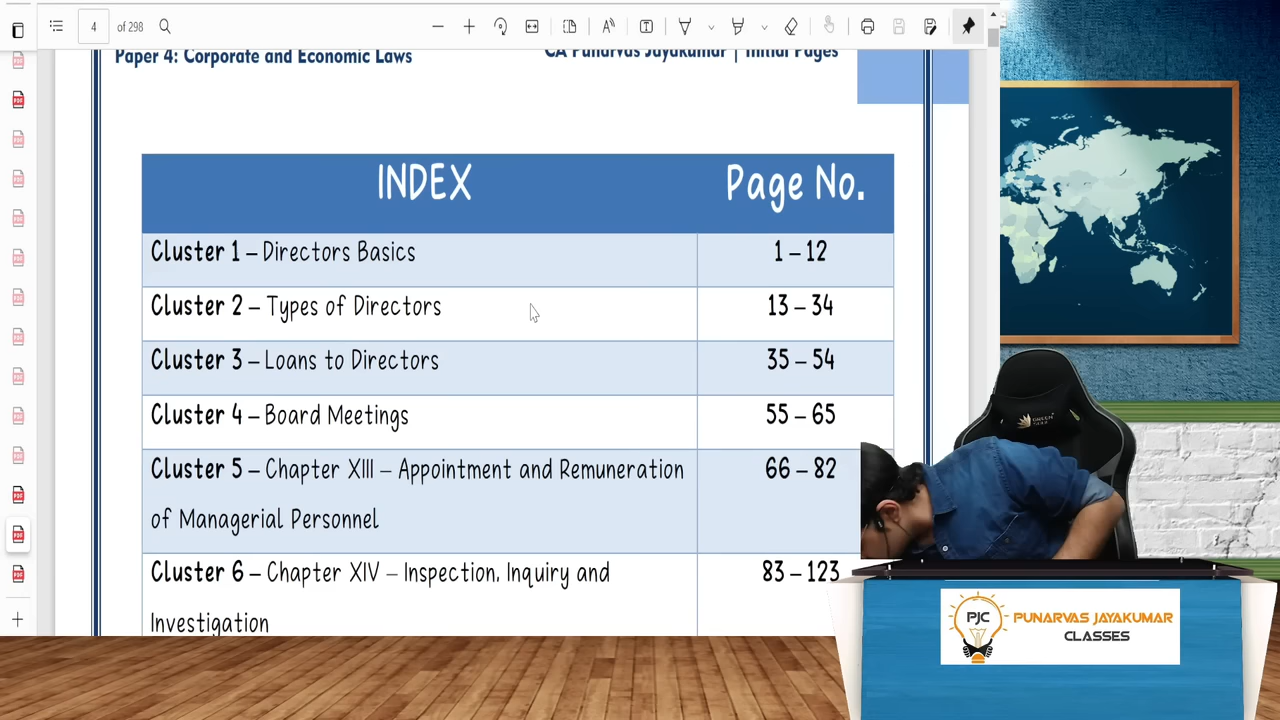 4 of 298
Paper 4: Corporate and Economic Laws
CA Punarvas Jayakumar | Initial Pages
INDEX Page No.
Cluster 1 – Directors Basics 1 – 12
Cluster 2 – Types of Directors 13 – 34
Cluster 3 – Loans to Directors 35 – 54
Cluster 4 – Board Meetings 55 – 65
Cluster 5 – Chapter XIII – Appointment and Remuneration 66 – 82
of Managerial Personnel
Cluster 6 – Chapter XIV – Inspection, Inquiry and 83 – 123
Investigation
PJC PUNARVAS JAYAKUMAR
CLASSES